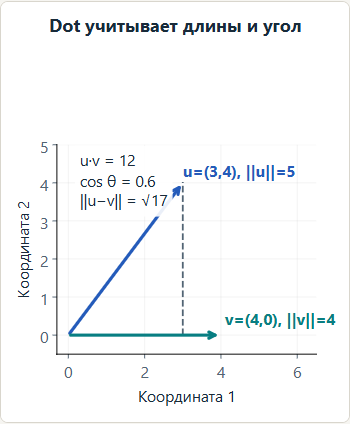 Dot учитывает длины и угол
5
4
3
2
1
0
Координата 2
u·v = 12
cos θ = 0.6
||u−v|| = √17
u=(3,4), ||u||=5
v=(4,0), ||v||=4
0 2 4 6
Координата 1